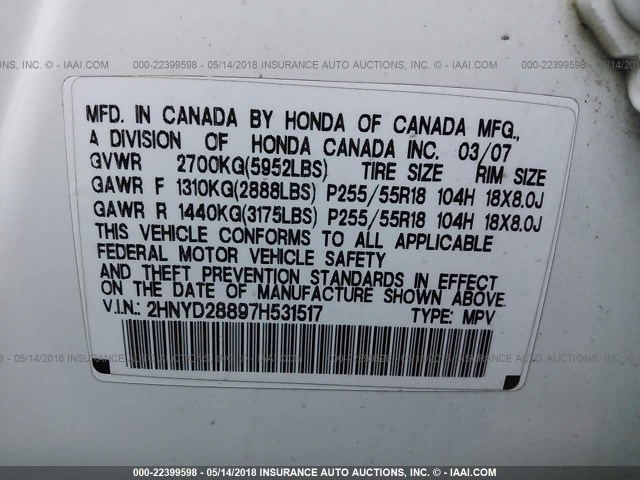 000-22399598 - 05/14/2018 INSURANCE AUTO AUCTIONS, INC. - © IAAI.COM
MFD. IN CANADA BY HONDA OF CANADA MFG.,
A DIVISION OF HONDA CANADA INC. 03/07
GVWR 2700KG(5952LBS) TIRE SIZE RIM SIZE
GAWR F 1310KG(2888LBS) P255/55R18 104H 18X8.0J
GAWR R 1440KG(3175LBS) P255/55R18 104H 18X8.0J
THIS VEHICLE CONFORMS TO ALL APPLICABLE
FEDERAL MOTOR VEHICLE SAFETY
AND THEFT PREVENTION STANDARDS IN EFFECT
ON THE DATE OF MANUFACTURE SHOWN ABOVE.
V.I.N.: 2HNYD28897H531517 TYPE: MPV
000-22399598 - 05/14/2018 INSURANCE AUTO AUCTIONS, INC. - © IAAI.COM